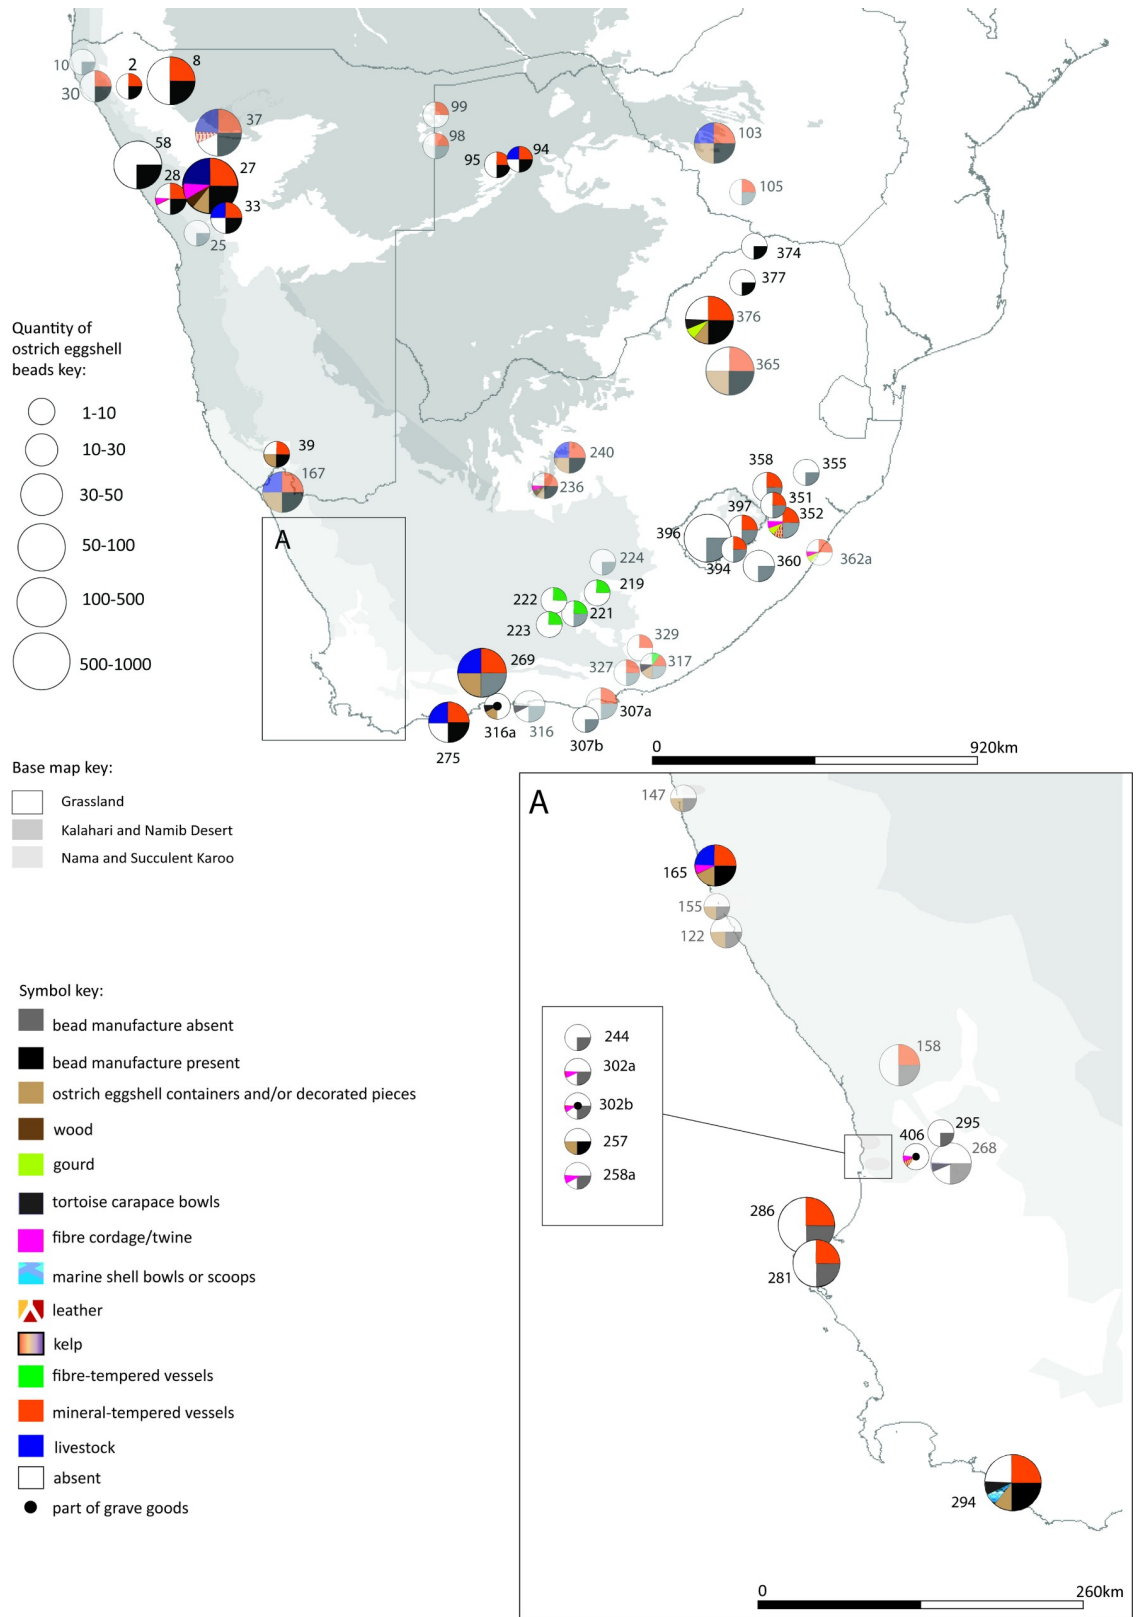 10
30
2
8
37
58
28
27
33
25
99
98
95
94
103
105
374
377
376
365
Quantity of
ostrich eggshell
beads key:
1-10
10-30
30-50
50-100
100-500
500-1000
39
167
240
236
A
358
355
351
352
397
396
394
360
362a
224
219
222
221
223
329
317
327
269
307a
307b
316a
316
275
0
920km
Base map key:
Grassland
Kalahari and Namib Desert
Nama and Succulent Karoo
A
147
165
155
122
244
302a
302b
257
258a
158
406
295
268
286
281
294
0
260km
Symbol key:
bead manufacture absent
bead manufacture present
ostrich eggshell containers and/or decorated pieces
wood
gourd
tortoise carapace bowls
fibre cordage/twine
marine shell bowls or scoops
leather
kelp
fibre-tempered vessels
mineral-tempered vessels
livestock
absent
part of grave goods